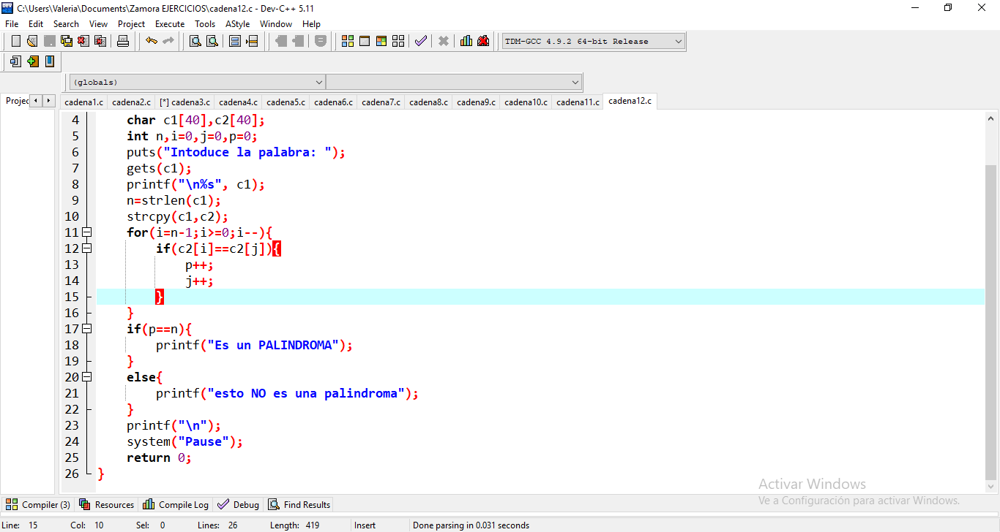 C:\Users\Valeria\Documents\Zamora EJERCICIOS\cadena12.c - Dev-C++ 5.11
File Edit Search View Project Execute Tools AStyle Window Help
TDM-GCC 4.9.2 64-bit Release
(globals)
Projec cadena1.c cadena2.c [*] cadena3.c cadena4.c cadena5.c cadena6.c cadena7.c cadena8.c cadena9.c cadena10.c cadena11.c cadena12.c
4 char c1[40],c2[40];
5 int n,i=0,j=0,p=0;
6 puts("Intoduce la palabra: ");
7 gets(c1);
8 printf("\n%s", c1);
9 n=strlen(c1);
10 strcpy(c1,c2);
11 for(i=n-1;i>=0;i--){
12 if(c2[i]==c2[j]){
13 p++;
14 j++;
15 }
16 }
17 if(p==n){
18 printf("Es un PALINDROMA");
19 }
20 else{
21 printf("esto NO es una palindroma");
22 }
23 printf("\n");
24 system("Pause");
25 return 0;
26 }
Activar Windows
Ve a Configuración para activar Windows.
Compiler (3) Resources Compile Log Debug Find Results
Line: 15 Col: 10 Sel: 0 Lines: 26 Length: 419 Insert Done parsing in 0.031 seconds